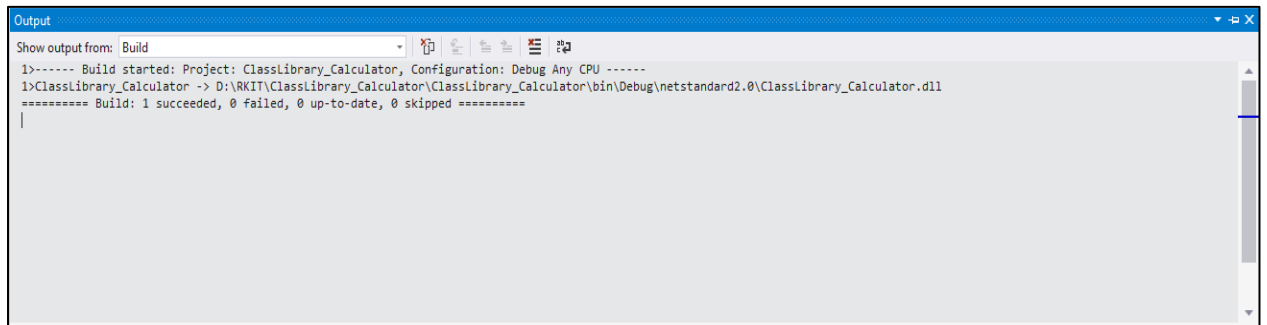 Output
Show output from: Build
1>------ Build started: Project: ClassLibrary_Calculator, Configuration: Debug Any CPU ------
1>ClassLibrary_Calculator -> D:\RKIT\ClassLibrary_Calculator\ClassLibrary_Calculator\bin\Debug\netstandard2.0\ClassLibrary_Calculator.dll
========== Build: 1 succeeded, 0 failed, 0 up-to-date, 0 skipped ==========